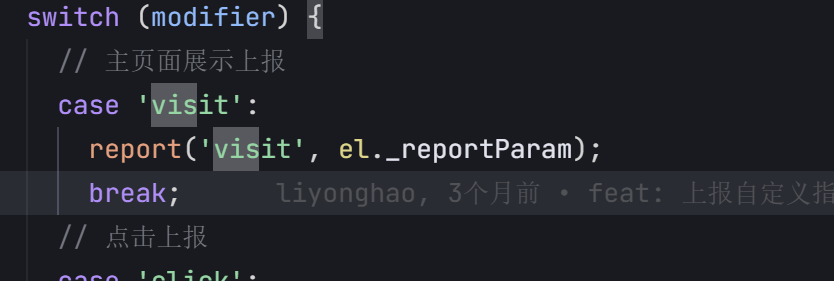 switch (modifier) {
// 主页面展示上报
case 'visit':
report('visit', el._reportParam);
break; liyonghao, 3个月前 • feat: 上报自定义指
// 点击上报
case 'click':